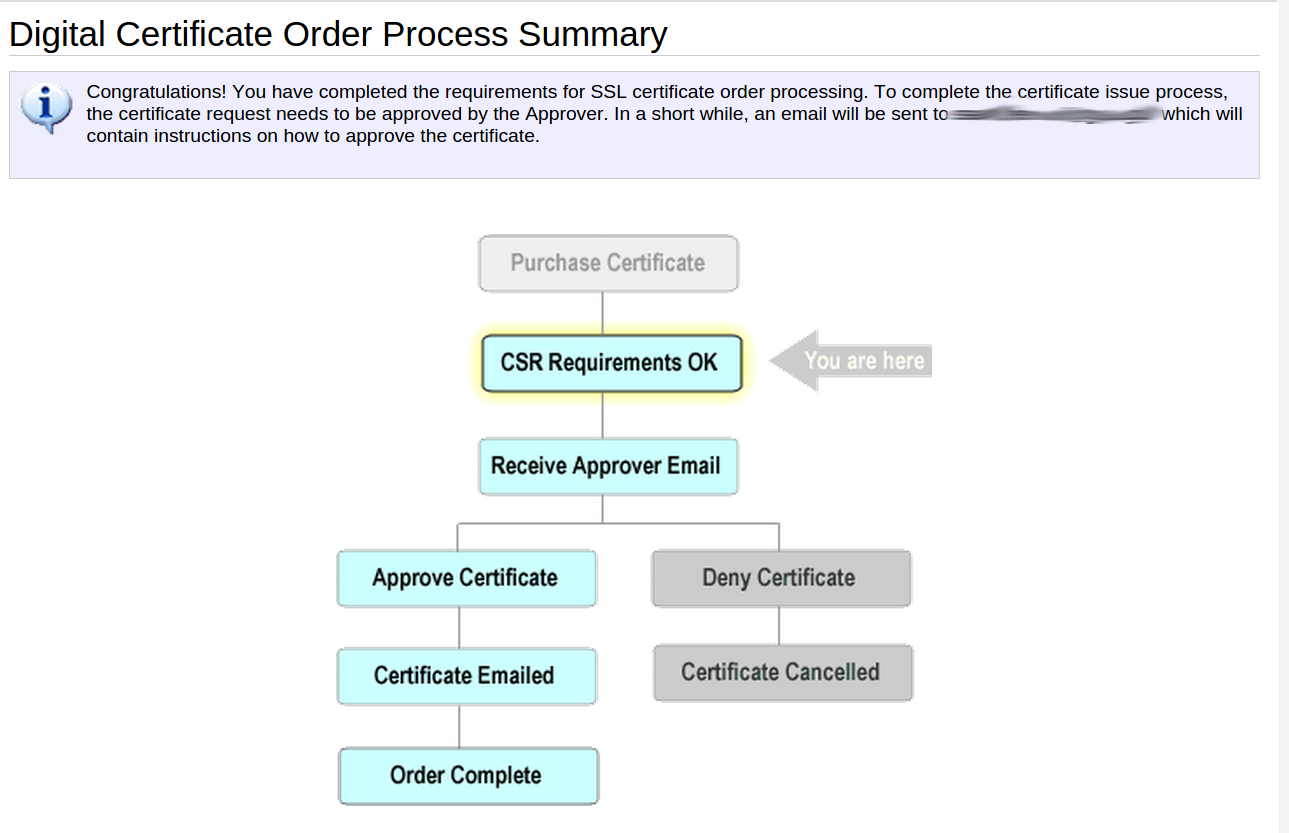 Digital Certificate Order Process Summary
Congratulations! You have completed the requirements for SSL certificate order processing. To complete the certificate issue process,
the certificate request needs to be approved by the Approver. In a short while, an email will be sent to which will
contain instructions on how to approve the certificate.
Purchase Certificate
CSR Requirements OK
You are here
Receive Approver Email
Approve Certificate
Deny Certificate
Certificate Emailed
Certificate Cancelled
Order Complete